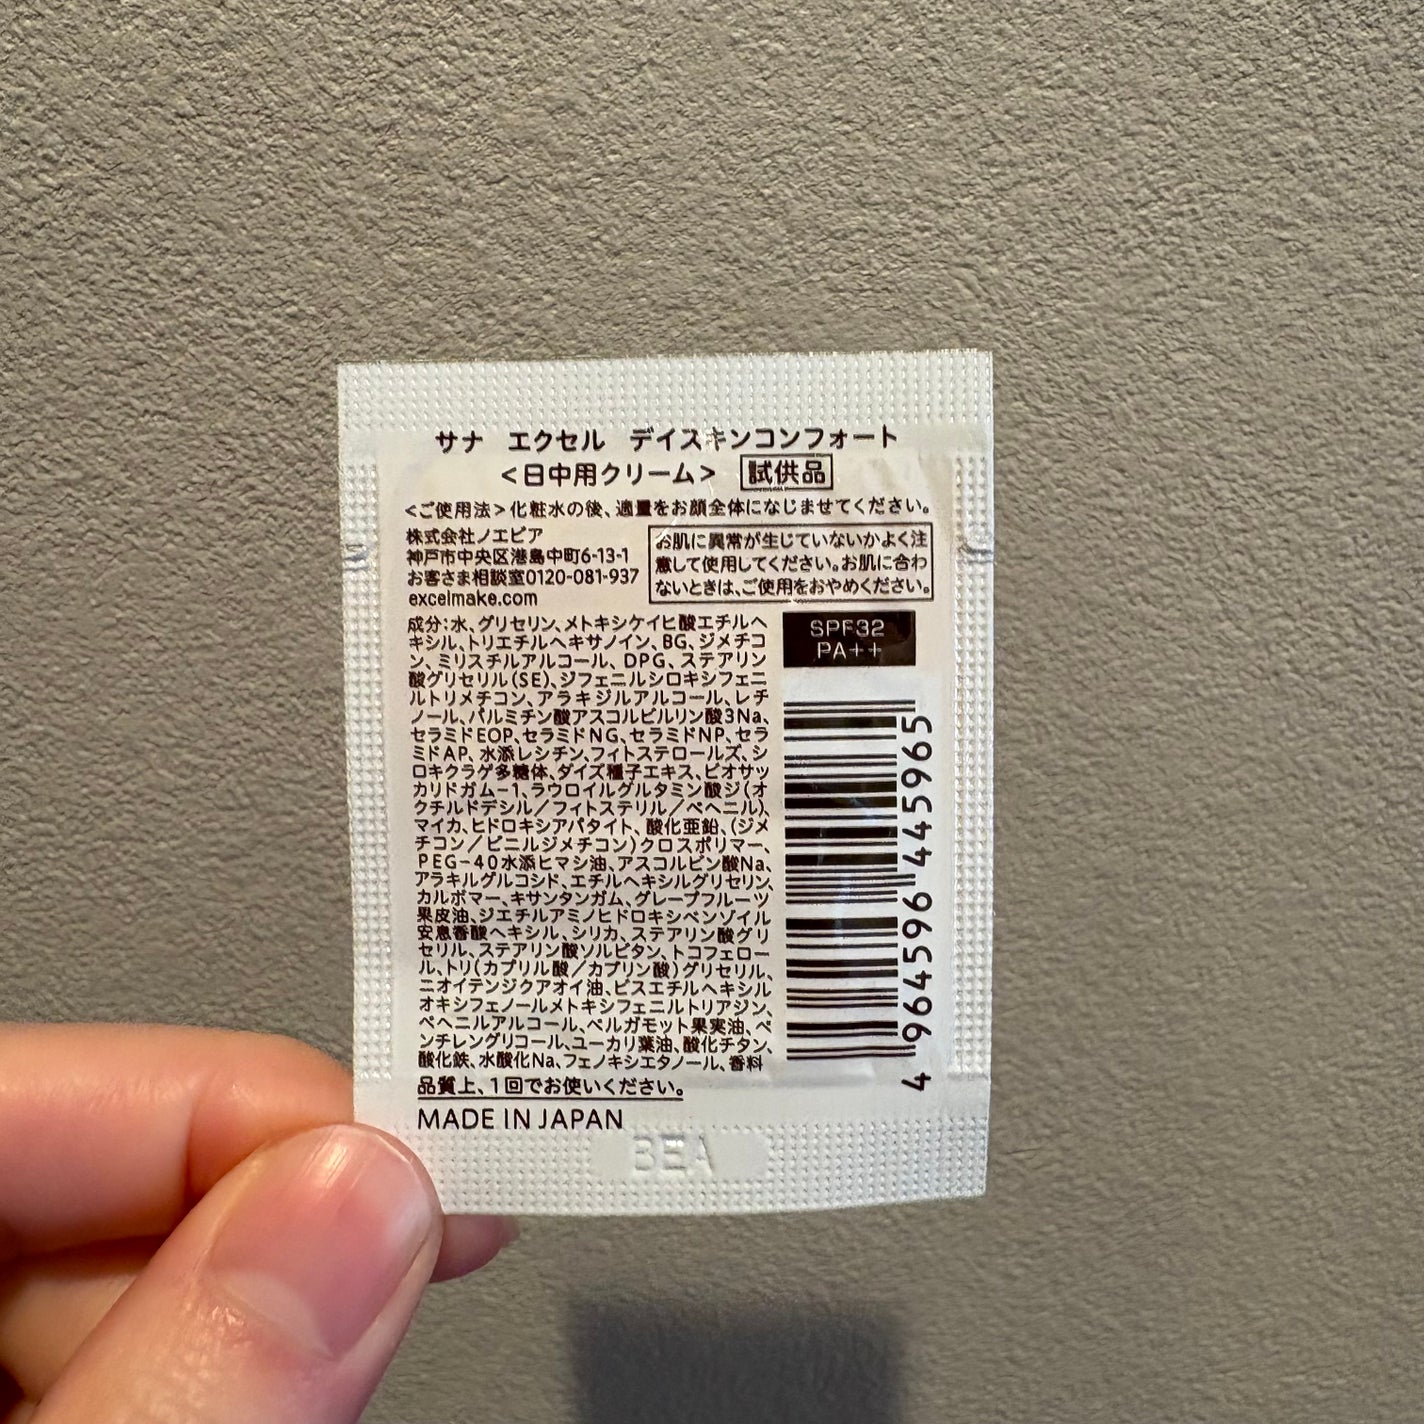 サナ エクセル デイスキンコンフォート
<日中用クリーム> 試供品
<ご使用法>化粧水の後、適量をお顔全体になじませてください。
株式会社ノエビア
神戸市中央区港島中町6-13-1
お客さま相談室0120-081-937
excelmake.com
お肌に異常が生じていないかよく注
意して使用してください。お肌に合わ
ないときは、ご使用をおやめください。
成分:水、グリセリン、メトキシケイヒ酸エチルヘ
キシル、トリエチルヘキサノイン、BG、ジメチコ
ン、ミリスチルアルコール、DPG、ステアリン
酸グリセリル(SE)、ジフェニルシロキシフェニ
ルトリメチコン、アラキジルアルコール、レチ
ノール、パルミチン酸アスコルビルリン酸3Na、
セラミドEOP、セラミドNG、セラミドNP、セラ
ミドAP、水添レシチン、フィトステロールズ、シ
ロキクラゲ多糖体、ダイズ種子エキス、ビオサッ
カリドガム-1、ラウロイルグルタミン酸ジ(オ
クチルドデシル/フィトステリル/ベヘニル)、
マイカ、ヒドロキシアパタイト、酸化亜鉛、(ジメ
チコン/ビニルジメチコン)クロスポリマー、
PEG-40水添ヒマシ油、アスコルビン酸Na、
アラキルグルコシド、エチルヘキシルグリセリン、
カルボマー、キサンタンガム、グレープフルーツ
果皮油、ジエチルアミノヒドロキシベンゾイル
安息香酸ヘキシル、シリカ、ステアリン酸グリ
セリル、ステアリン酸ソルビタン、トコフェロー
ル、トリ(カプリル酸/カプリン酸)グリセリル、
ニオイテンジクアオイ油、ビスエチルヘキシル
オキシフェノールメトキシフェニルトリアジン、
ベヘニルアルコール、ベルガモット果実油、ペ
ンチレングリコール、ユーカリ葉油、酸化チタン、
酸化鉄、水酸化Na、フェノキシエタノール、香料
品質上、1回でお使いください。
MADE IN JAPAN
SPF32
PA++
4 964596 445965
BEA